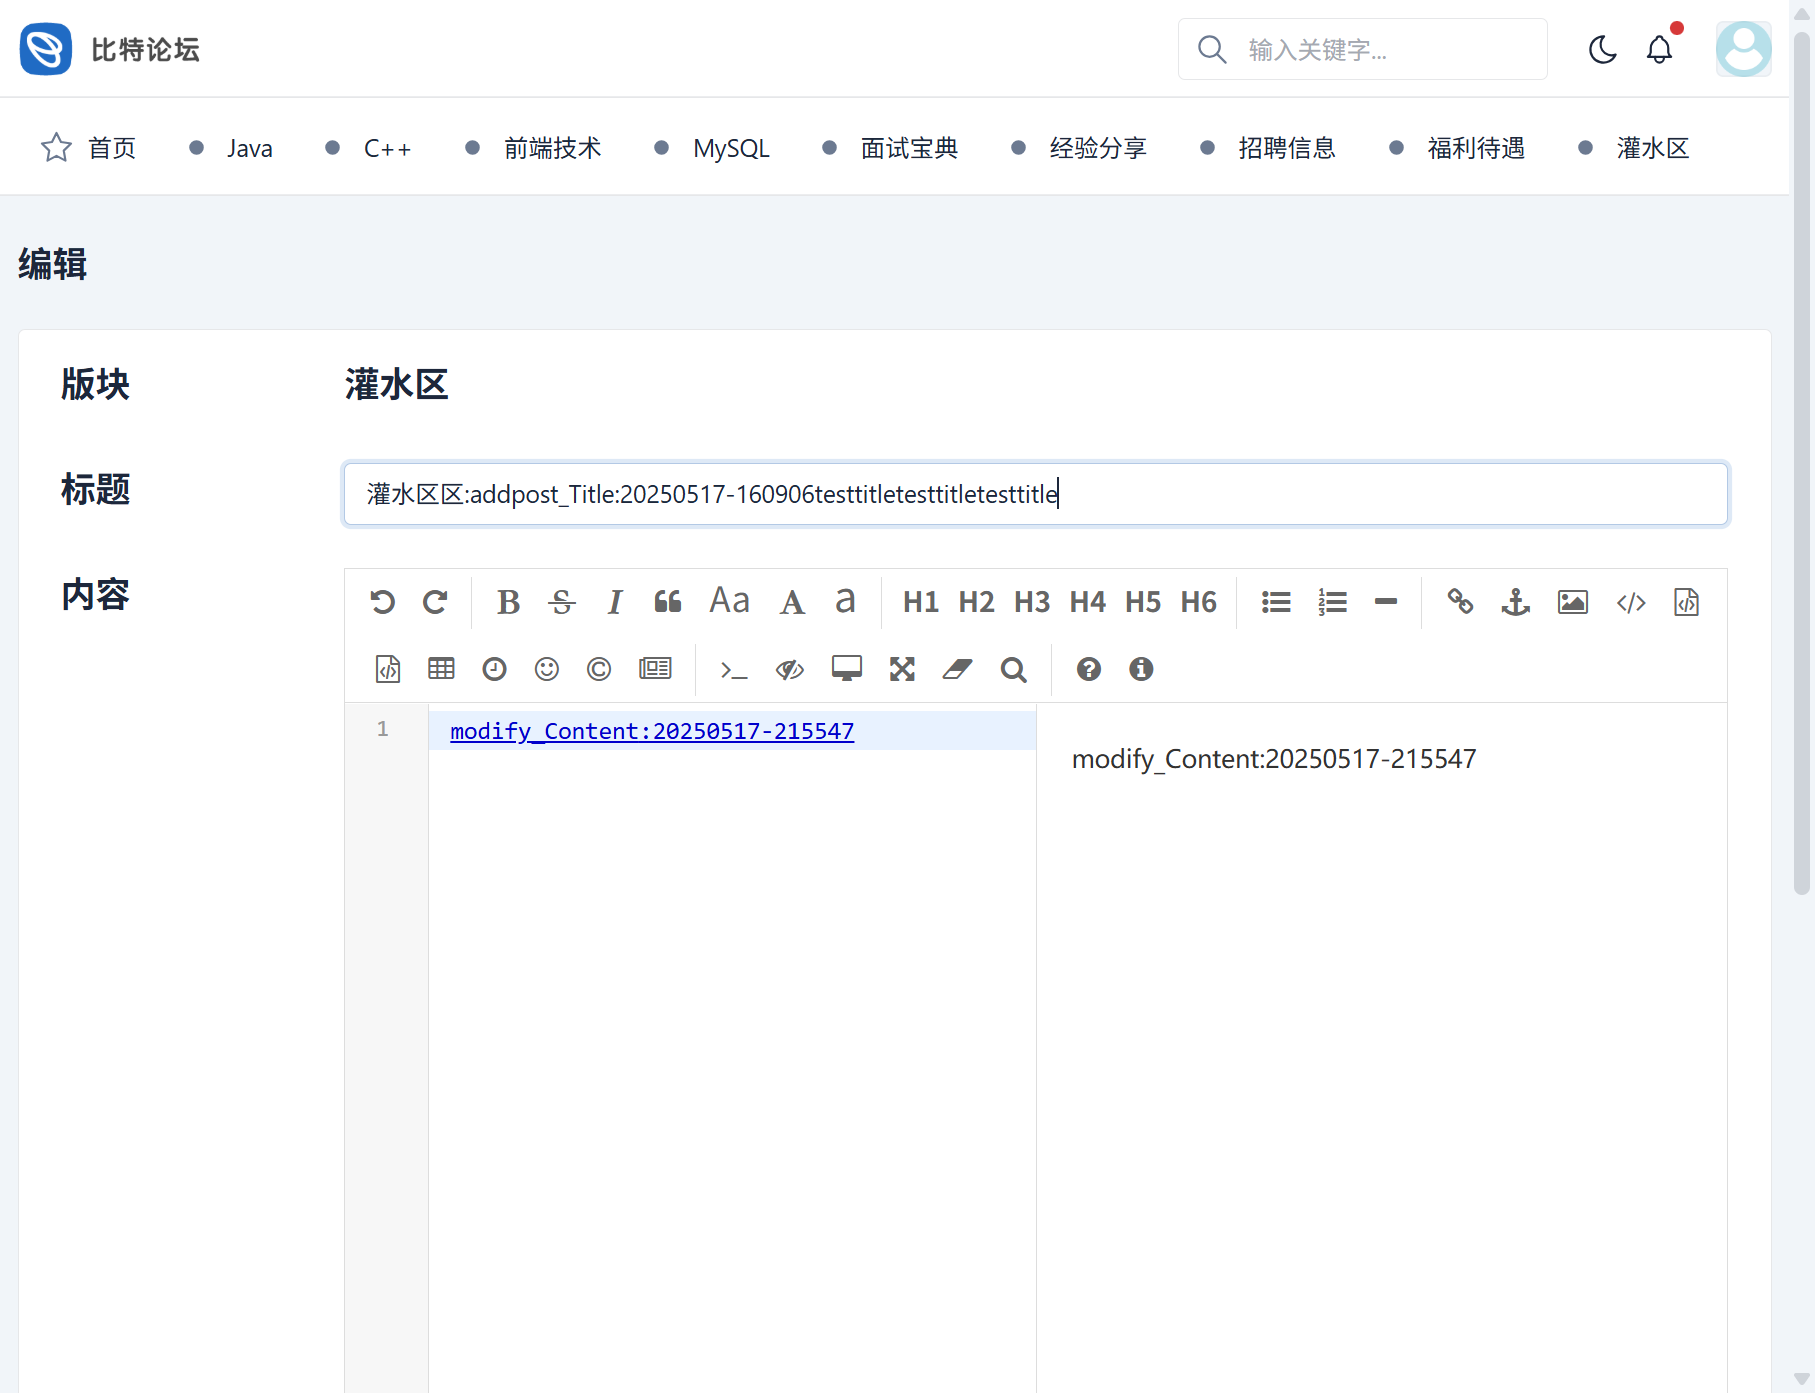 比特论坛
输入关键字...
首页 Java C++ 前端技术 MySQL 面试宝典 经验分享 招聘信息 福利待遇 灌水区
编辑
版块 灌水区
标题 灌水区区:addpost_Title:20250517-160906testtitletesttitletesttitle
内容
B S I Aa A a H1 H2 H3 H4 H5 H6
1 modify_Content:20250517-215547
modify_Content:20250517-215547